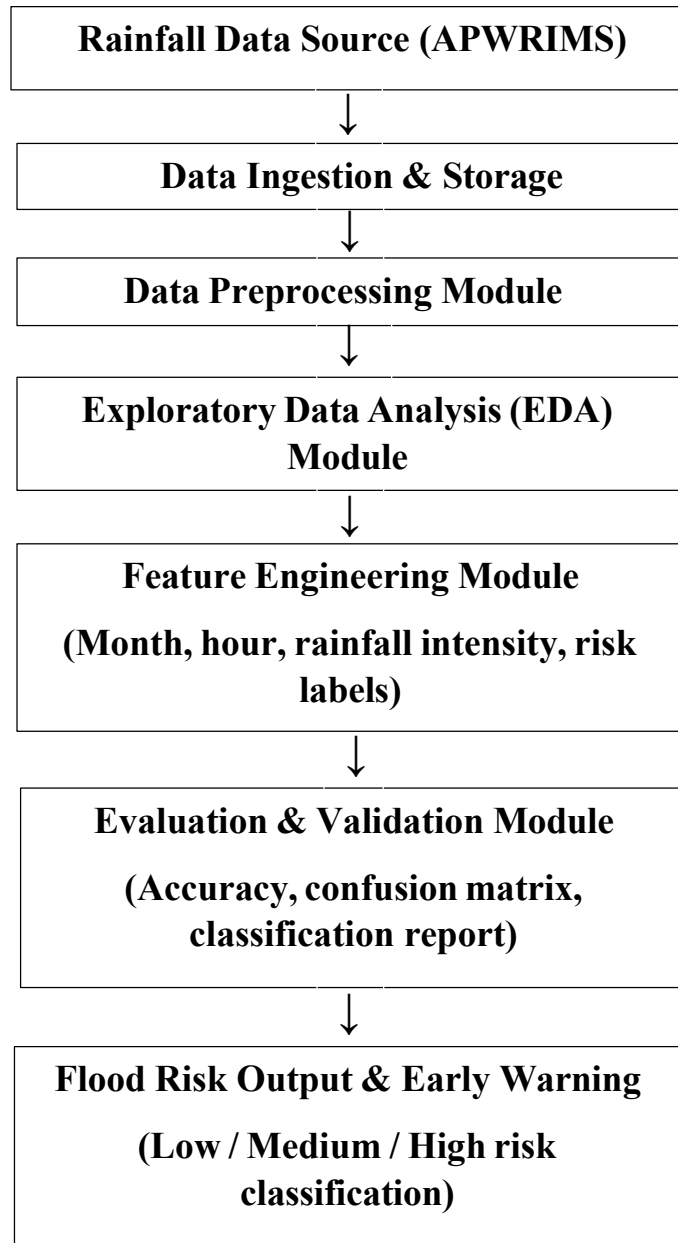 Rainfall Data Source (APWRIMS)
↓
Data Ingestion & Storage
↓
Data Preprocessing Module
↓
Exploratory Data Analysis (EDA)
Module
↓
Feature Engineering Module
(Month, hour, rainfall intensity, risk
labels)
↓
Evaluation & Validation Module
(Accuracy, confusion matrix,
classification report)
↓
Flood Risk Output & Early Warning
(Low / Medium / High risk
classification)